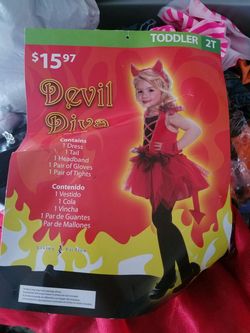 TODDLER 2T
$15.97
Devil
Diva
Contains
1 Dress
1 Tail
1 Headband
1 Pair of Gloves
1 Pair of Tights
Contenido
1 Vestido
1 Cola
1 Vincha
1 Par de Guantes
1 Par de Mallones